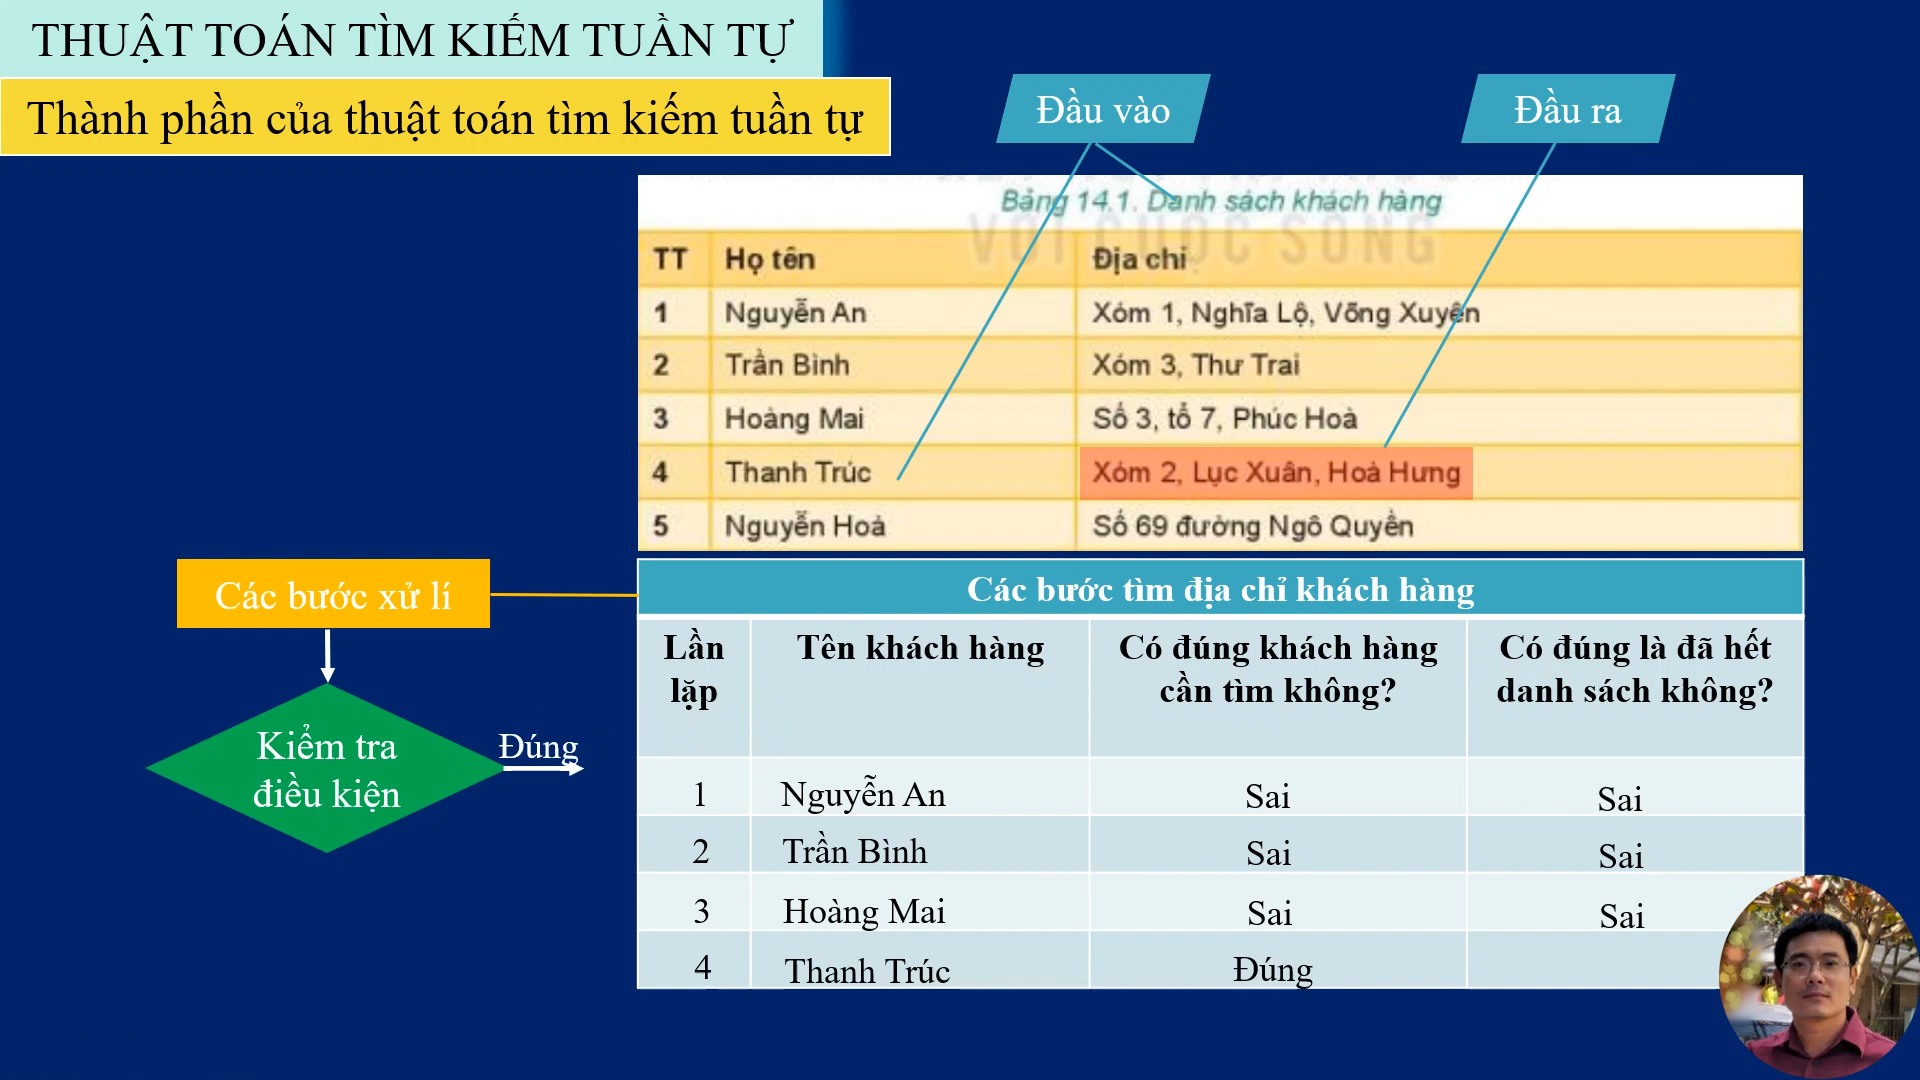 THUẬT TOÁN TÌM KIẾM TUẦN TỰ
Thành phần của thuật toán tìm kiếm tuần tự
Đầu vào
Đầu ra
Bảng 14.1. Danh sách khách hàng
VỚI CUỘC SỐNG
TT Họ tên Địa chỉ
1 Nguyễn An Xóm 1, Nghĩa Lộ, Võng Xuyên
2 Trần Bình Xóm 3, Thư Trai
3 Hoàng Mai Số 3, tổ 7, Phúc Hoà
4 Thanh Trúc Xóm 2, Lục Xuân, Hoà Hưng
5 Nguyễn Hoà Số 69 đường Ngô Quyền
Các bước xử lí
Kiểm tra
điều kiện
Đúng
Các bước tìm địa chỉ khách hàng
Lần Tên khách hàng Có đúng khách hàng Có đúng là đã hết
lặp cần tìm không? danh sách không?
1 Nguyễn An Sai Sai
2 Trần Bình Sai Sai
3 Hoàng Mai Sai Sai
4 Thanh Trúc Đúng